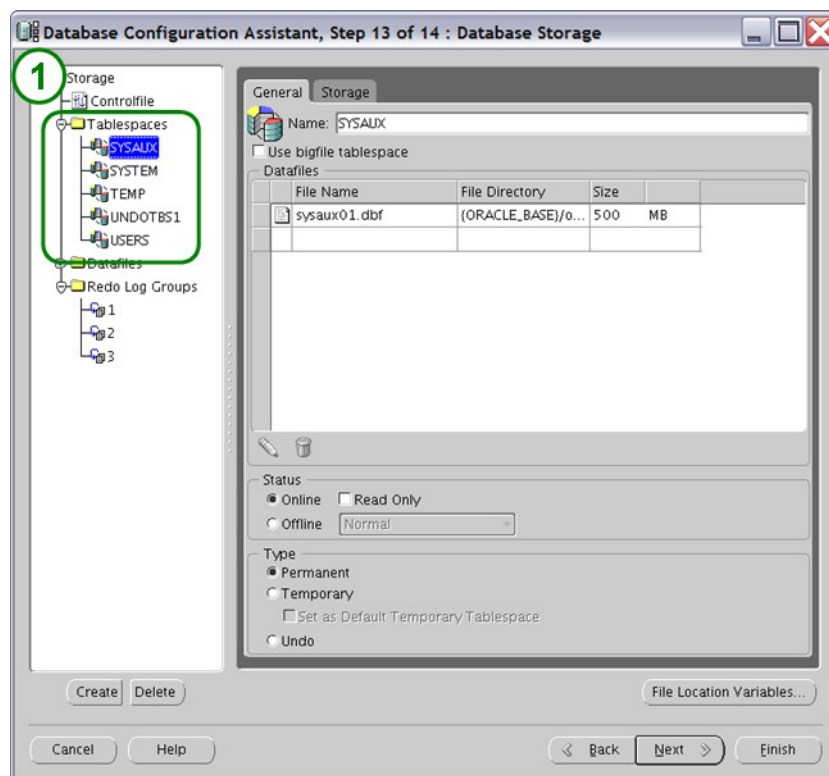 Database Configuration Assistant, Step 13 of 14 : Database Storage
1
Storage
Controlfile
Tablespaces
SYSAUX
SYSTEM
TEMP
UNDOTBS1
USERS
Datafiles
Redo Log Groups
1
2
3
General Storage
Name: SYSAUX
Use bigfile tablespace
Datafiles
File Name File Directory Size
sysaux01.dbf {ORACLE_BASE}/o... 500 MB
Status
Online Read Only
Offline Normal
Type
Permanent
Temporary
Set as Default Temporary Tablespace
Undo
Create Delete File Location Variables...
Cancel Help Back Next Finish